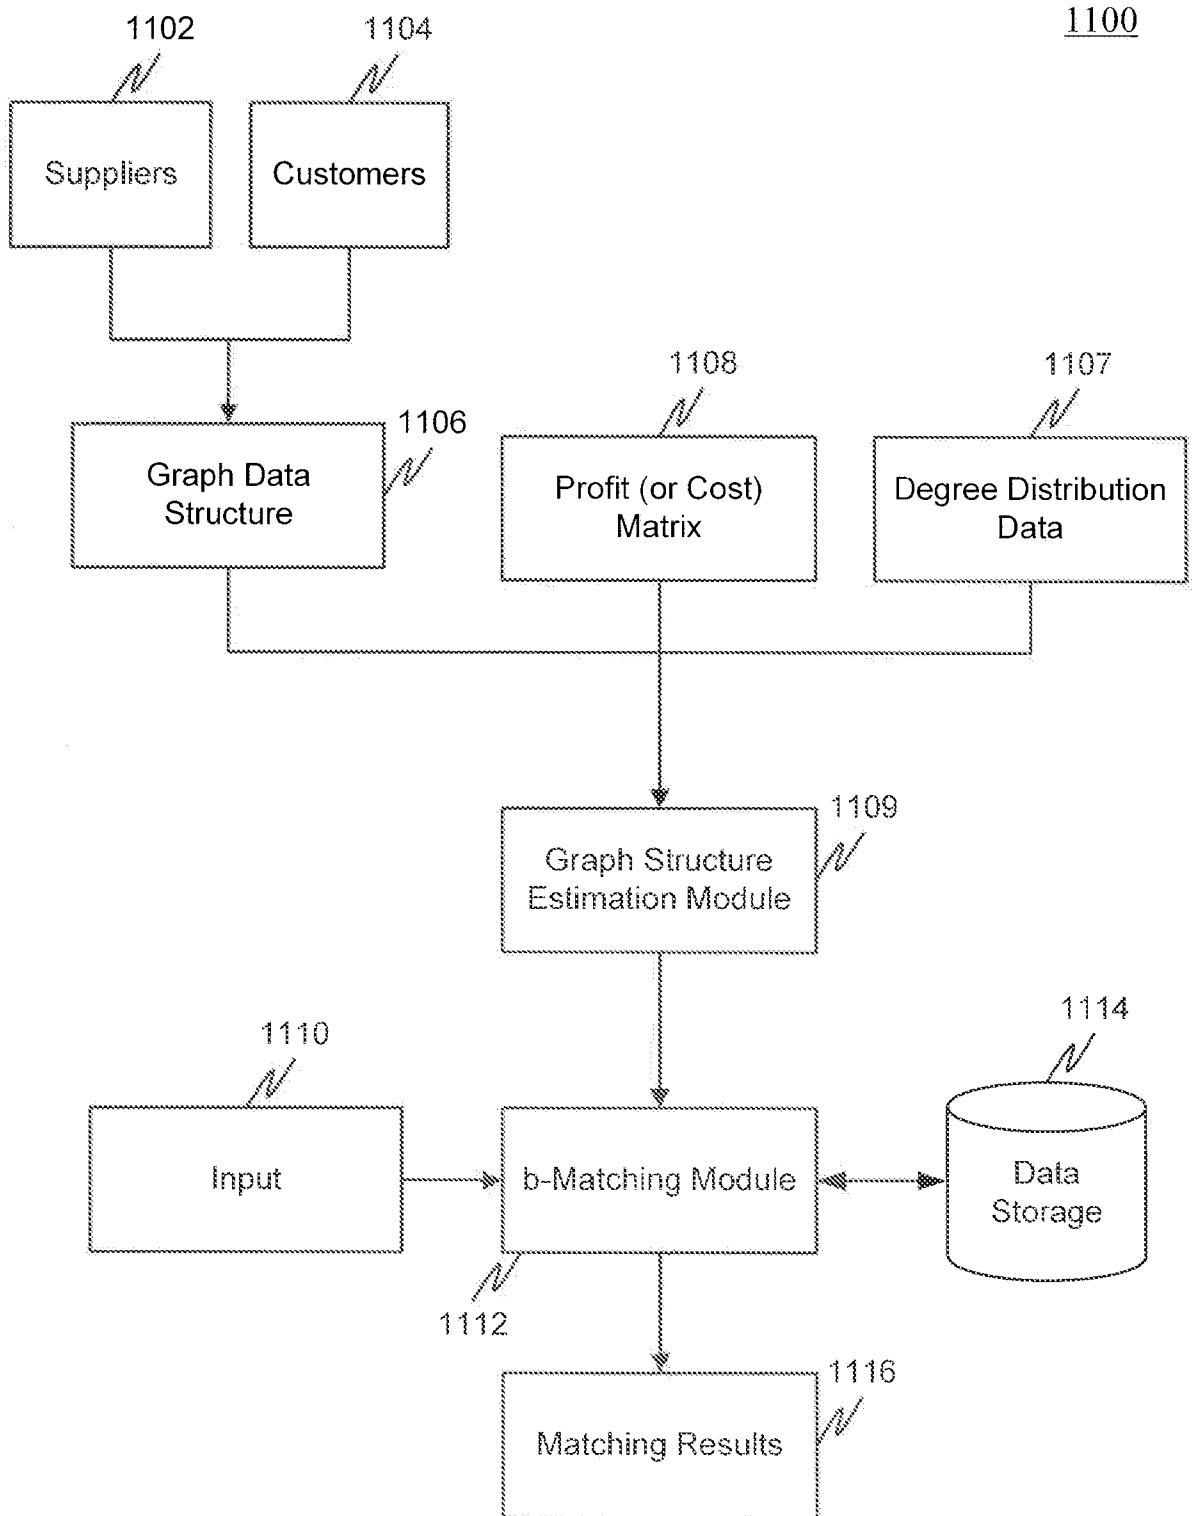 1100
1102
1104
Suppliers
Customers
1106
1108
1107
Graph Data
Structure
Profit (or Cost)
Matrix
Degree Distribution
Data
1109
Graph Structure
Estimation Module
1110
1114
Input
b-Matching Module
Data
Storage
1112
1116
Matching Results